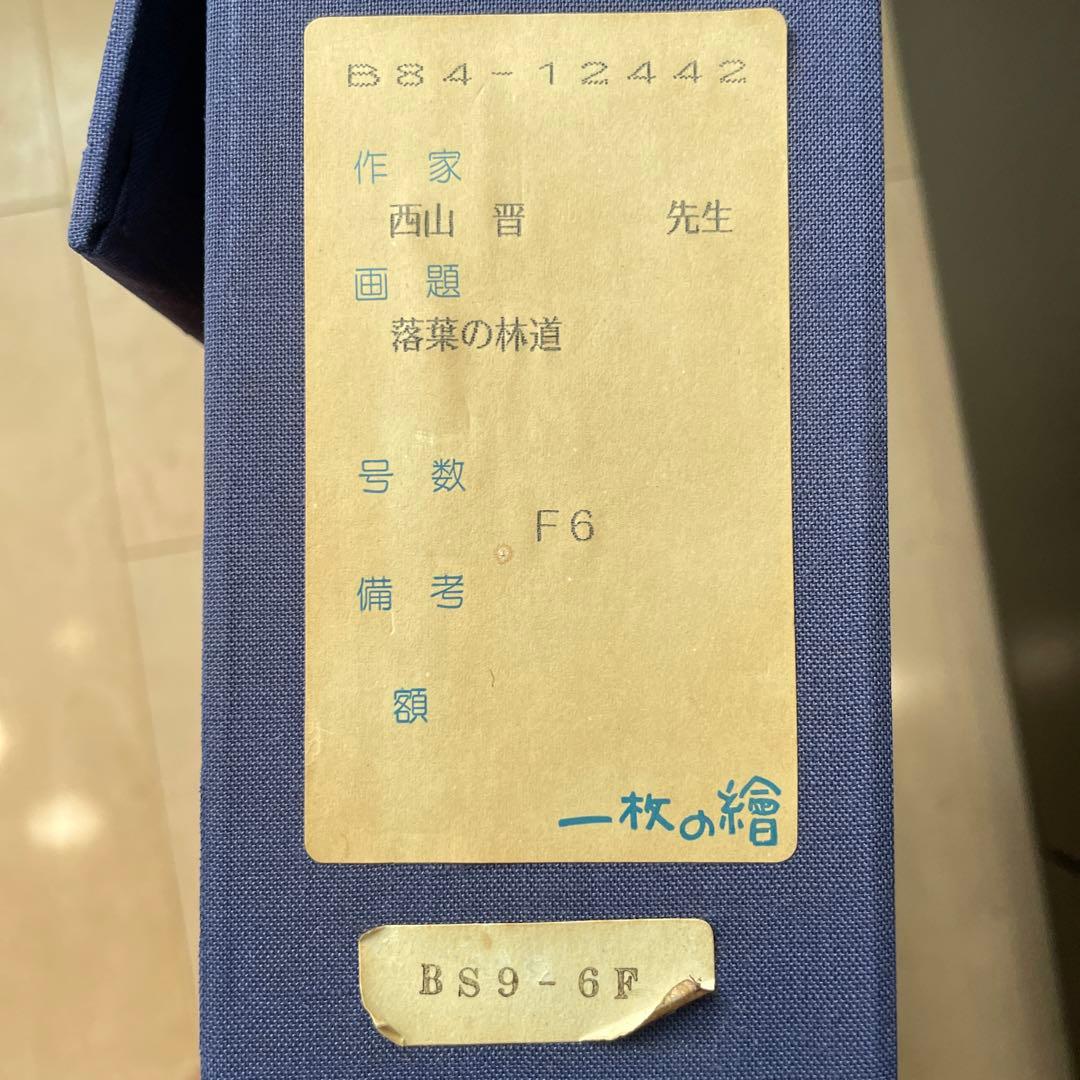 B84-12442
作 家
西山 晋 先生
画 題
落葉の林道
号 数
F6
備 考
額
一枚の繪
BS9-6F